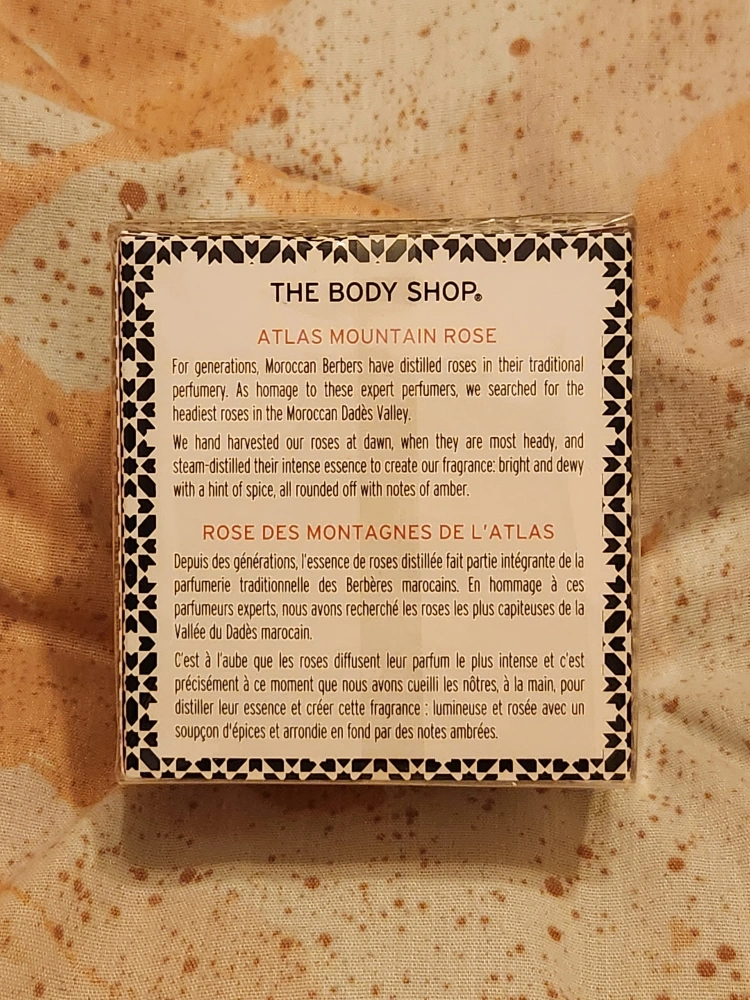 THE BODY SHOP®
ATLAS MOUNTAIN ROSE
For generations, Moroccan Berbers have distilled roses in their traditional
perfumery. As homage to these expert perfumers, we searched for the
headiest roses in the Moroccan Dadès Valley.
We hand harvested our roses at dawn, when they are most heady, and
steam-distilled their intense essence to create our fragrance: bright and dewy
with a hint of spice, all rounded off with notes of amber.
ROSE DES MONTAGNES DE L'ATLAS
Depuis des générations, l'essence de roses distillée fait partie intégrante de la
parfumerie traditionnelle des Berbères marocains. En hommage à ces
parfumeurs experts, nous avons recherché les roses les plus capiteuses de la
Vallée du Dadès marocain.
C'est à l'aube que les roses diffusent leur parfum le plus intense et c'est
précisément à ce moment que nous avons cueilli les nôtres, à la main, pour
distiller leur essence et créer cette fragrance : lumineuse et rosée avec un
soupçon d'épices et arrondie en fond par des notes ambrées.